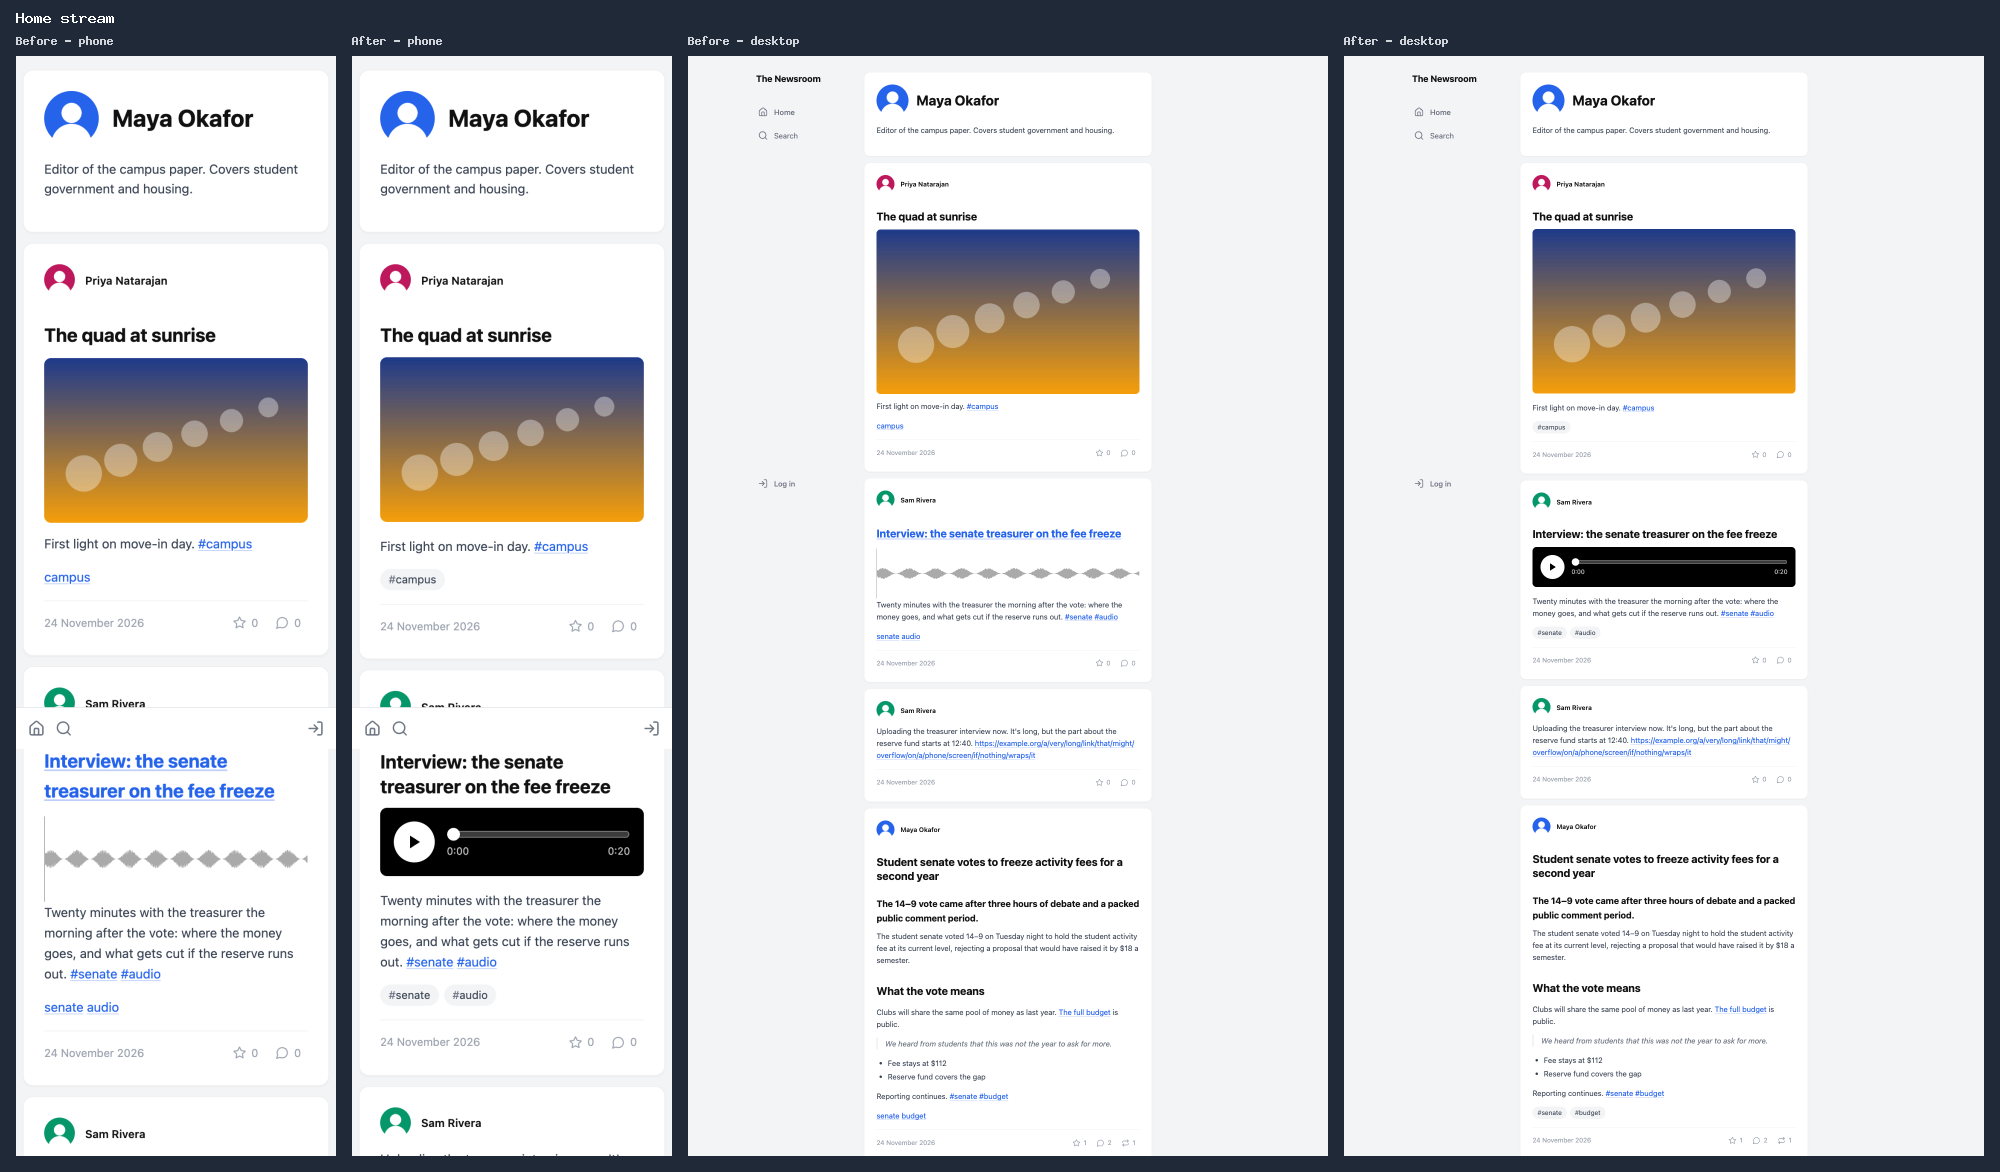 Home stream
Before - phone
Maya Okafor
Editor of the campus paper. Covers student
government and housing.
Priya Natarajan
The quad at sunrise
First light on move-in day. #campus
campus
24 November 2026
0
0
Sam Rivera
Interview: the senate
treasurer on the fee freeze
Twenty minutes with the treasurer the
morning after the vote: where the money
goes, and what gets cut if the reserve runs
out. #senate #audio
senate audio
24 November 2026
0
0
Sam Rivera
After - phone
Maya Okafor
Editor of the campus paper. Covers student
government and housing.
Priya Natarajan
The quad at sunrise
First light on move-in day. #campus
#campus
24 November 2026
0
0
Interview: the senate
treasurer on the fee freeze
0:00
0:20
Twenty minutes with the treasurer the
morning after the vote: where the money
goes, and what gets cut if the reserve runs
out. #senate #audio
#senate
#audio
24 November 2026
0
0
Sam Rivera
Before - desktop
The Newsroom
Home
Search
Log in
Maya Okafor
Editor of the campus paper. Covers student government and housing.
Priya Natarajan
The quad at sunrise
First light on move-in day. #campus
campus
24 November 2026
0
0
Sam Rivera
Interview: the senate treasurer on the fee freeze
Twenty minutes with the treasurer the morning after the vote: where the
money goes, and what gets cut if the reserve runs out. #senate #audio
senate audio
24 November 2026
0
0
Sam Rivera
Uploading the treasurer interview now. It's long, but the part about the
reserve fund starts at 12:40. https://example.org/a/very/long/link/that/might/
overflow/on/a/phone/screen/if/nothing/wraps/it
24 November 2026
0
0
Maya Okafor
Student senate votes to freeze activity fees for a
second year
The 14–9 vote came after three hours of debate and a packed
public comment period.
The student senate voted 14–9 on Tuesday night to hold the student activity
fee at its current level, rejecting a proposal that would have raised it by $18 a
semester.
What the vote means
Clubs will share the same pool of money as last year. The full budget is
public.
We heard from students that this was not the year to ask for more.
• Fee stays at $112
• Reserve fund covers the gap
Reporting continues. #senate #budget
senate budget
24 November 2026
1
2
1
After - desktop
The Newsroom
Home
Search
Log in
Maya Okafor
Editor of the campus paper. Covers student government and housing.
Priya Natarajan
The quad at sunrise
First light on move-in day. #campus
#campus
24 November 2026
0
0
Sam Rivera
Interview: the senate treasurer on the fee freeze
0:00
0:20
Twenty minutes with the treasurer the morning after the vote: where the
money goes, and what gets cut if the reserve runs out. #senate #audio
#senate
#audio
24 November 2026
0
0
Sam Rivera
Uploading the treasurer interview now. It's long, but the part about the
reserve fund starts at 12:40. https://example.org/a/very/long/link/that/might/
overflow/on/a/phone/screen/if/nothing/wraps/it
24 November 2026
0
0
Maya Okafor
Student senate votes to freeze activity fees for a
second year
The 14–9 vote came after three hours of debate and a packed
public comment period.
The student senate voted 14–9 on Tuesday night to hold the student activity
fee at its current level, rejecting a proposal that would have raised it by $18 a
semester.
What the vote means
Clubs will share the same pool of money as last year. The full budget is
public.
We heard from students that this was not the year to ask for more.
• Fee stays at $112
• Reserve fund covers the gap
Reporting continues. #senate #budget
#senate
#budget
24 November 2026
1
2
1